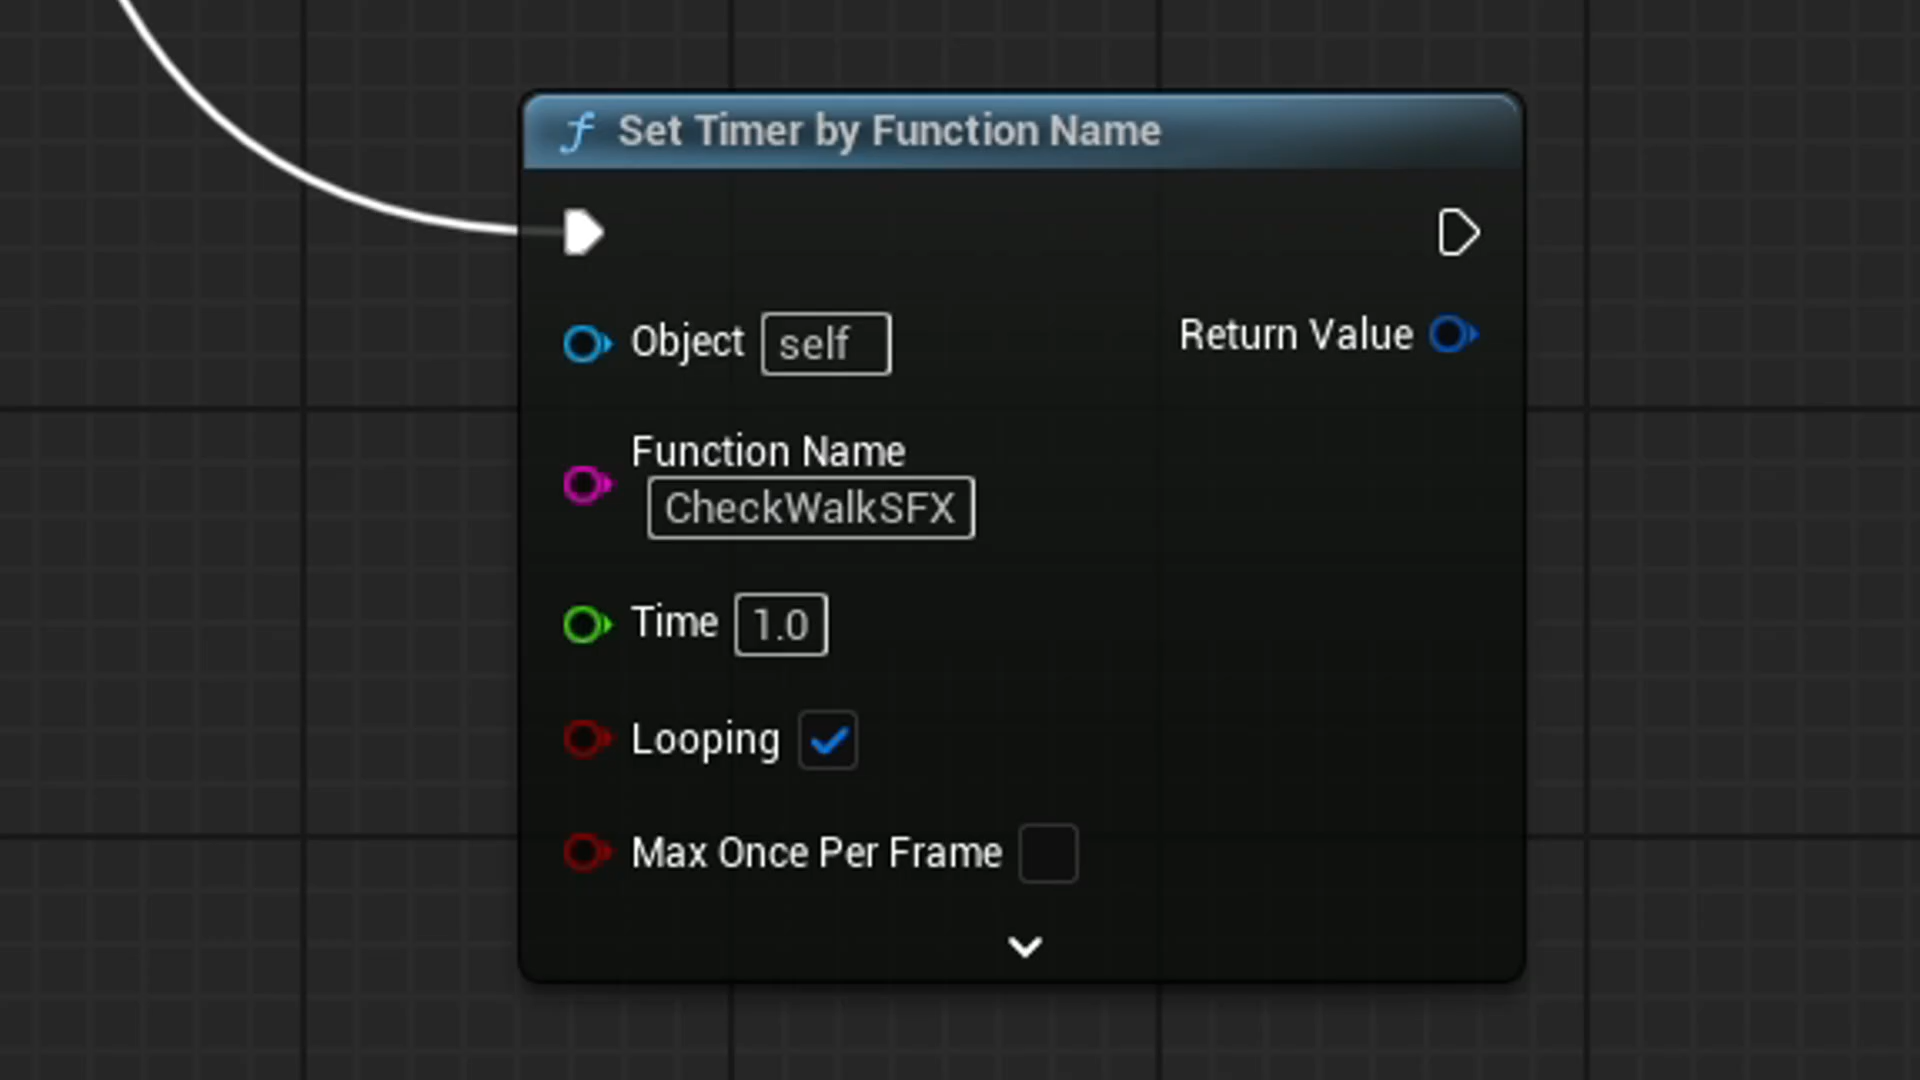 Set Timer by Function Name
Object self
Return Value
Function Name
CheckWalkSFX
Time 1.0
Looping
Max Once Per Frame